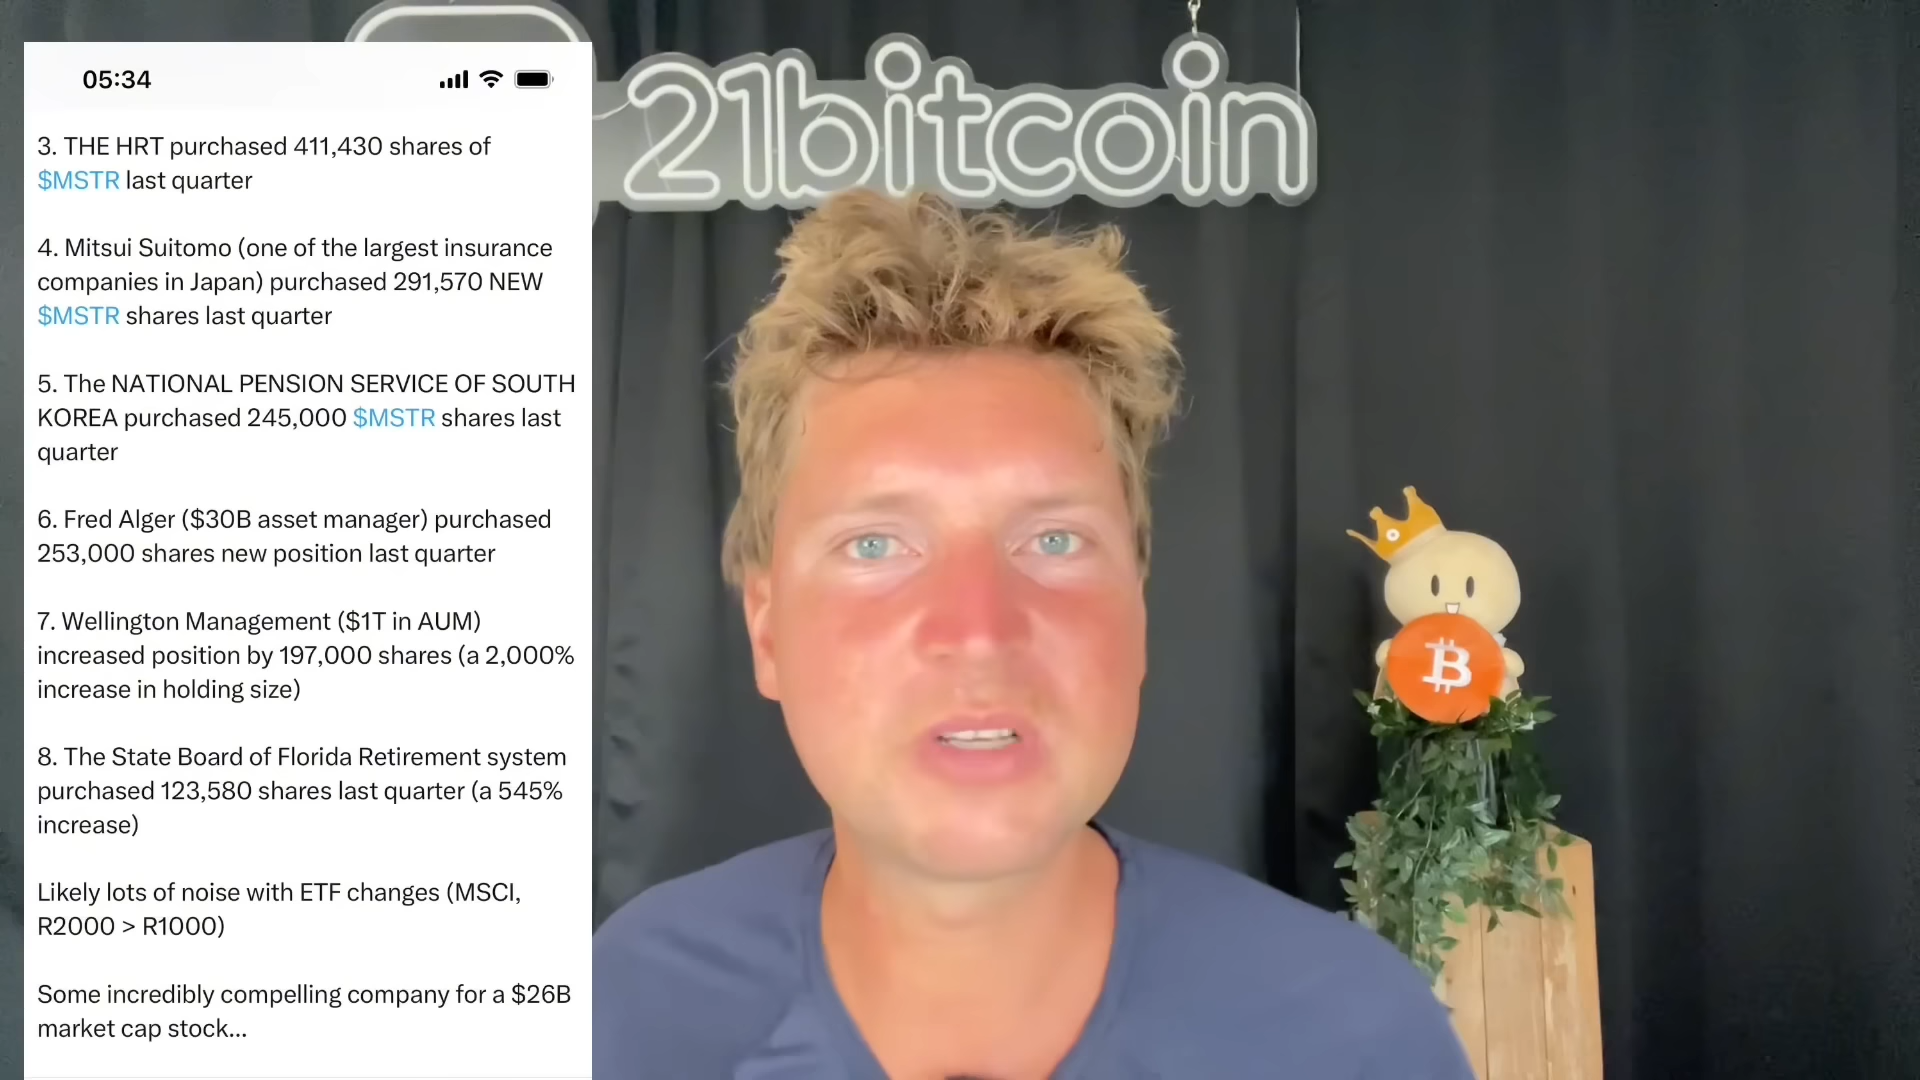 21bitcoin
05:34
3. THE HRT purchased 411,430 shares of
$MSTR last quarter
4. Mitsui Suitomo (one of the largest insurance
companies in Japan) purchased 291,570 NEW
$MSTR shares last quarter
5. The NATIONAL PENSION SERVICE OF SOUTH
KOREA purchased 245,000 $MSTR shares last
quarter
6. Fred Alger ($30B asset manager) purchased
253,000 shares new position last quarter
7. Wellington Management ($1T in AUM)
increased position by 197,000 shares (a 2,000%
increase in holding size)
8. The State Board of Florida Retirement system
purchased 123,580 shares last quarter (a 545%
increase)
Likely lots of noise with ETF changes (MSCI,
R2000 > R1000)
Some incredibly compelling company for a $26B
market cap stock...